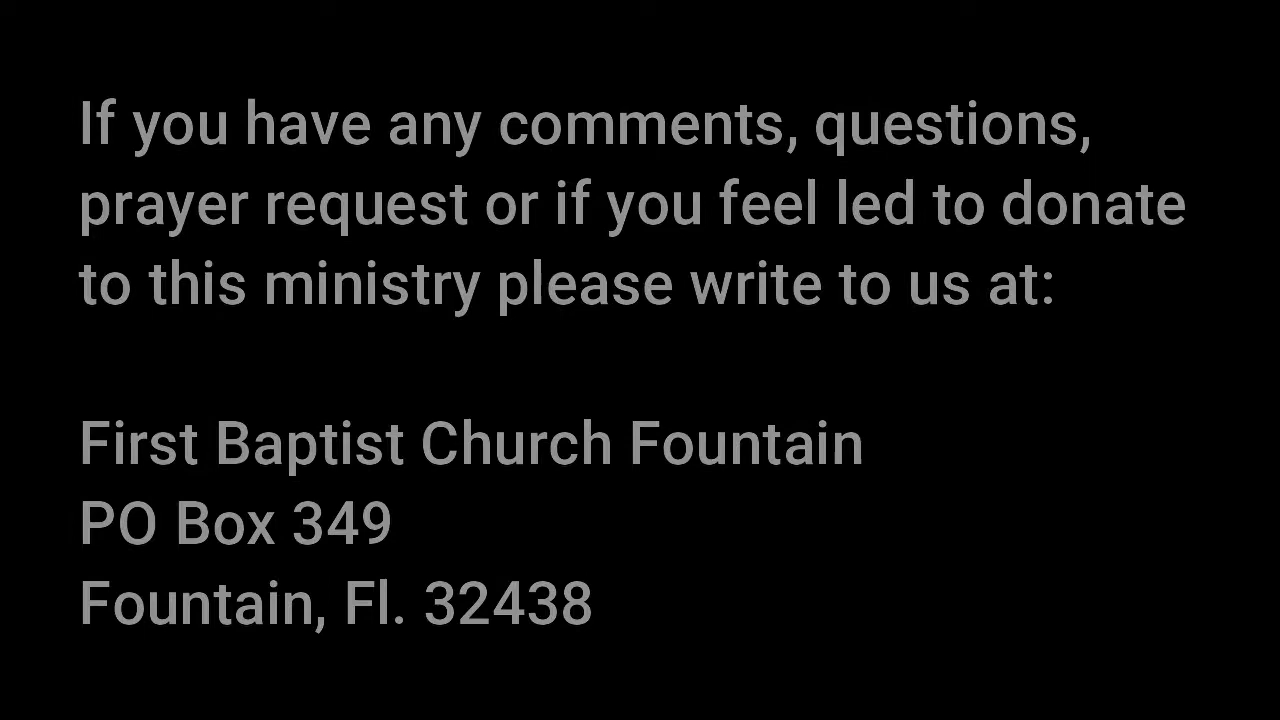 If you have any comments, questions,
prayer request or if you feel led to donate
to this ministry please write to us at:
First Baptist Church Fountain
PO Box 349
Fountain, Fl. 32438